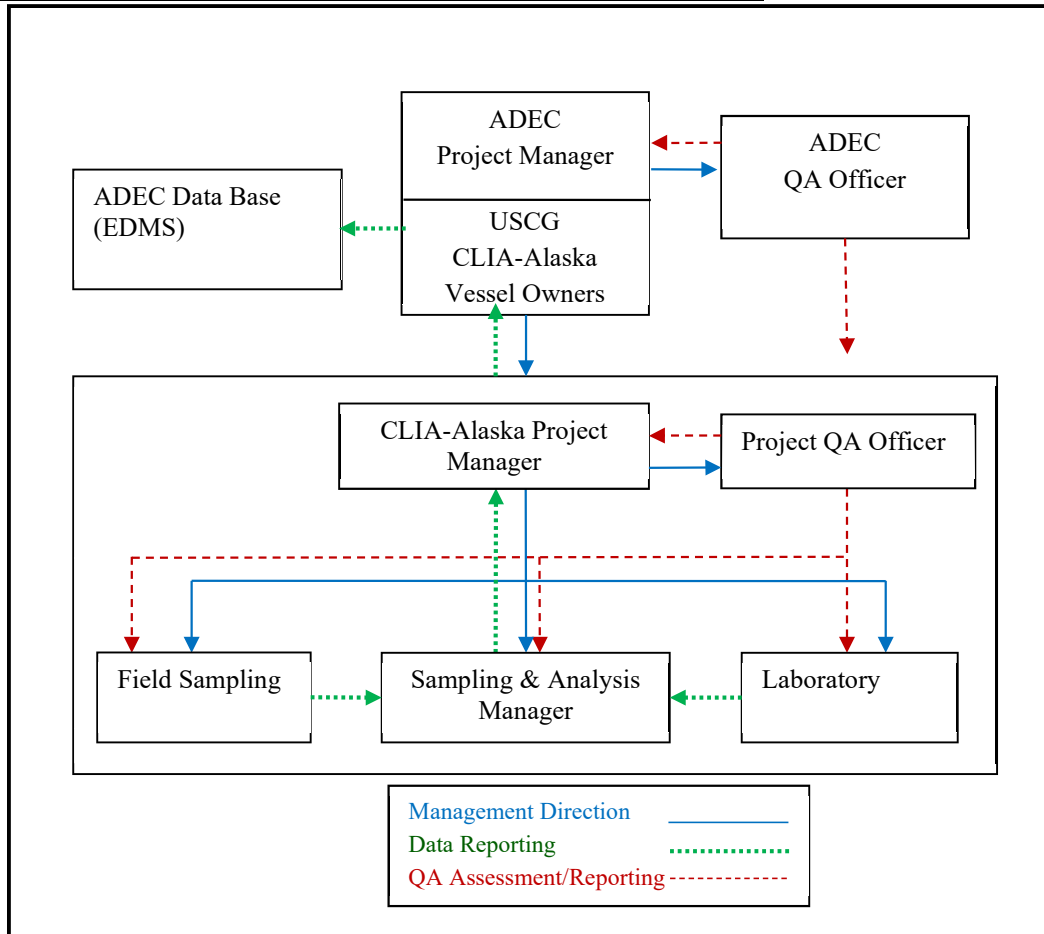 ADEC
Project Manager
ADEC
QA Officer
ADEC Data Base
(EDMS)
USCG
CLIA-Alaska
Vessel Owners
CLIA-Alaska Project
Manager
Project QA Officer
Field Sampling
Sampling & Analysis
Manager
Laboratory
Management Direction
Data Reporting
QA Assessment/Reporting